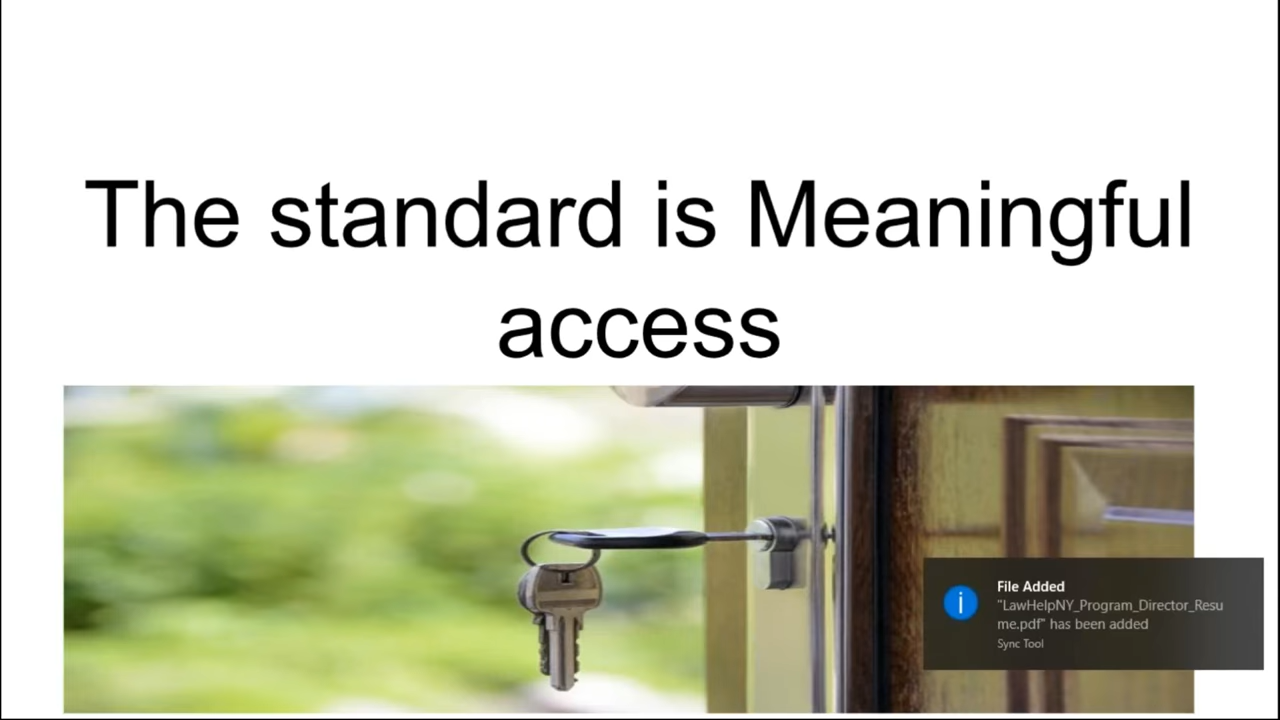 The standard is Meaningful
access
File Added
"LawHelpNY_Program_Director_Resu
me.pdf" has been added
Sync Tool